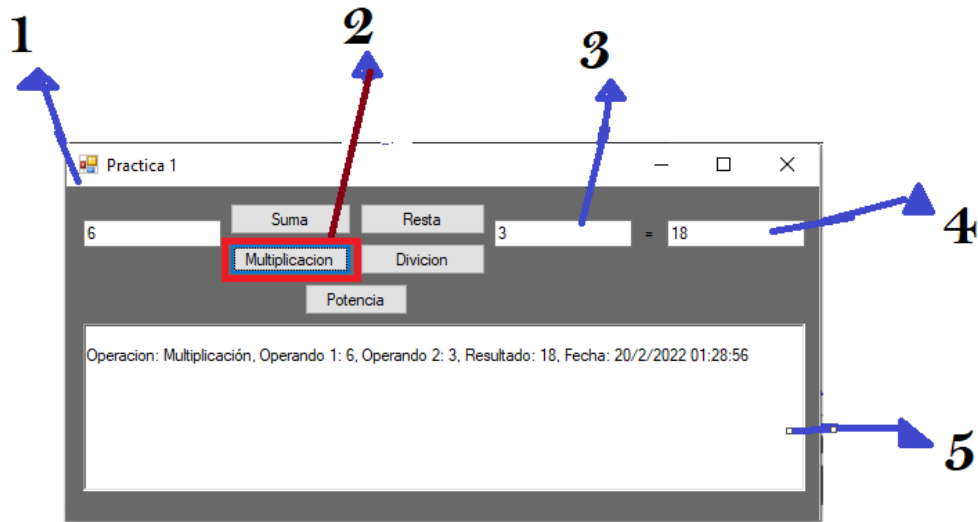 1
2
3
Practica 1
6
Suma
Resta
3
=
18
4
Multiplicacion
Divicion
Potencia
Operacion: Multiplicación, Operando 1: 6, Operando 2: 3, Resultado: 18, Fecha: 20/2/2022 01:28:56
5